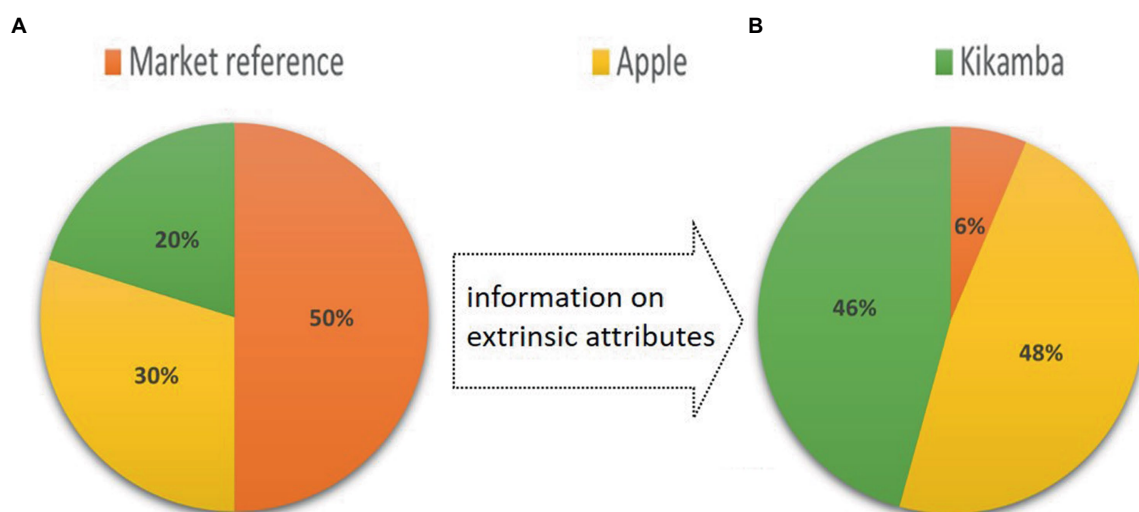 A
B
Market reference
Apple
Kikamba
20%
50%
30%
information on
extrinsic attributes
6%
46%
48%